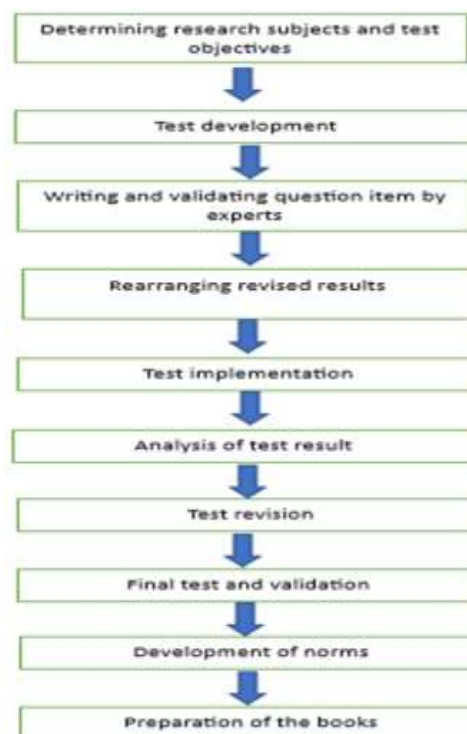 Determining research subjects and test
objectives
Test development
Writing and validating question item by
experts
Rearranging revised results
Test implementation
Analysis of test result
Test revision
Final test and validation
Development of norms
Preparation of the books